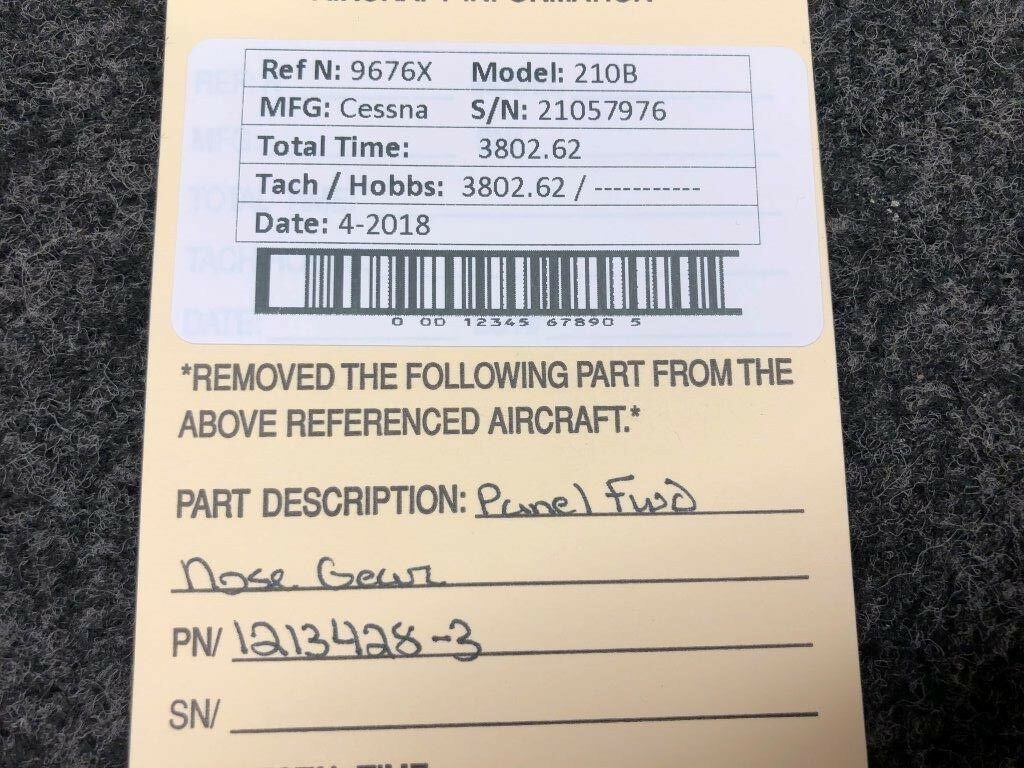 AIRCRAFT INFORMATION
Ref N: 9676X Model: 210B
MFG: Cessna S/N: 21057976
Total Time: 3802.62
Tach / Hobbs: 3802.62 / -----------
Date: 4-2018
0 00 12345 67890 5
*REMOVED THE FOLLOWING PART FROM THE
ABOVE REFERENCED AIRCRAFT.*
PART DESCRIPTION: Panel Fwd
Nose Gear
PN/ 1213428-3
SN/